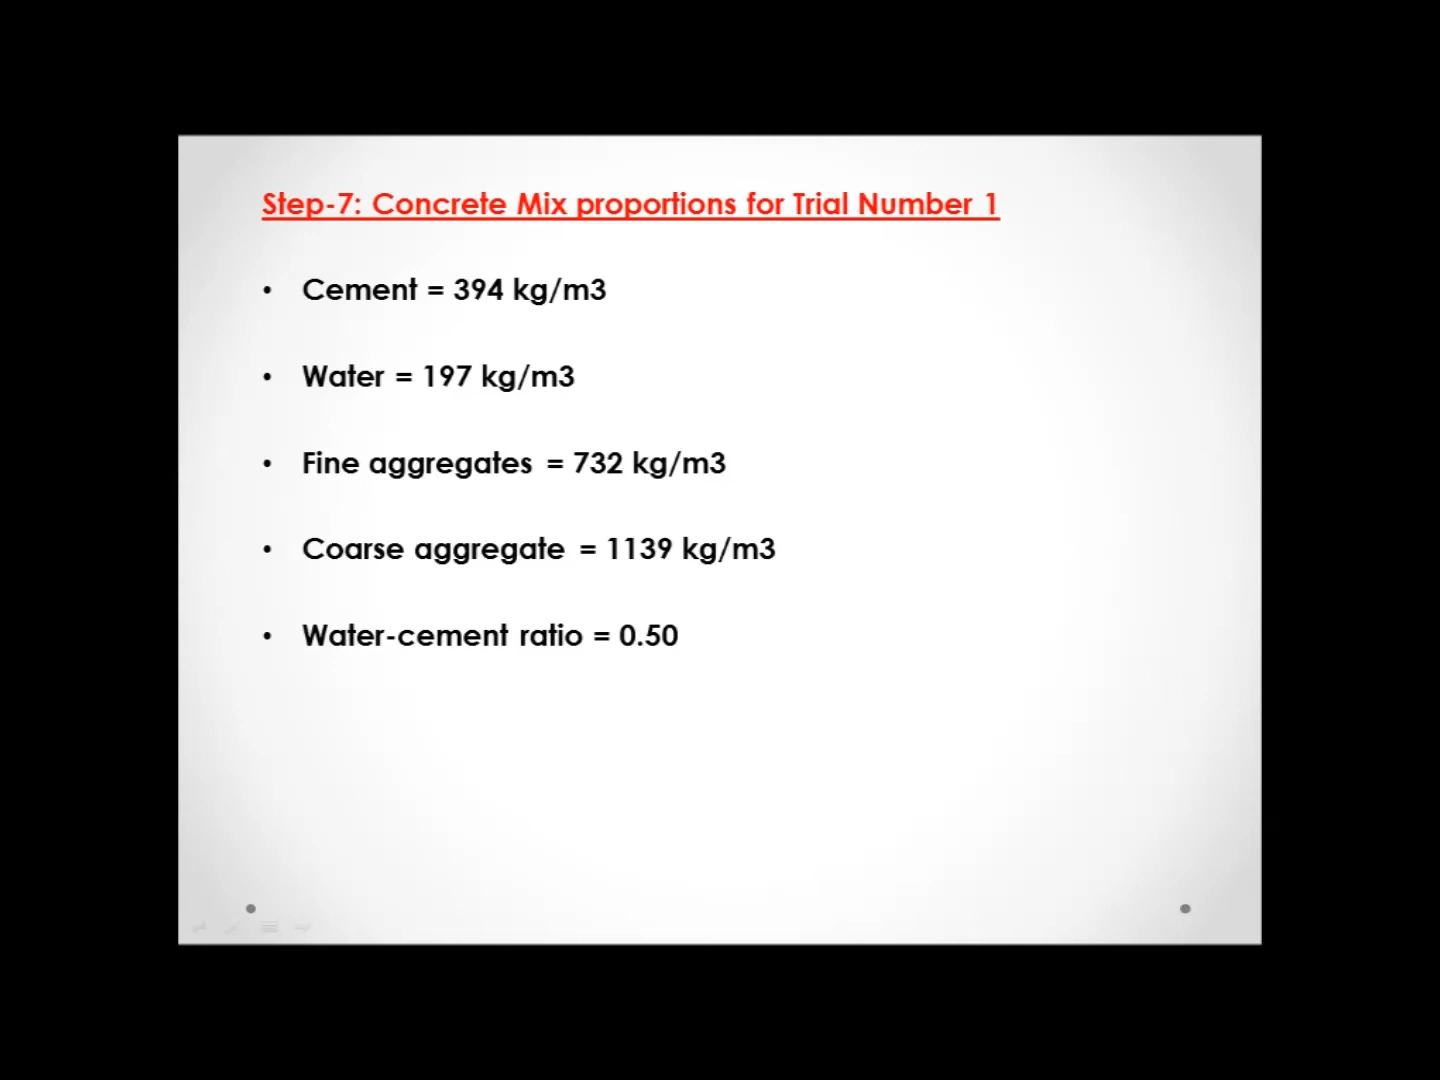 Step-7: Concrete Mix proportions for Trial Number 1
• Cement = 394 kg/m3
• Water = 197 kg/m3
• Fine aggregates = 732 kg/m3
• Coarse aggregate = 1139 kg/m3
• Water-cement ratio = 0.50